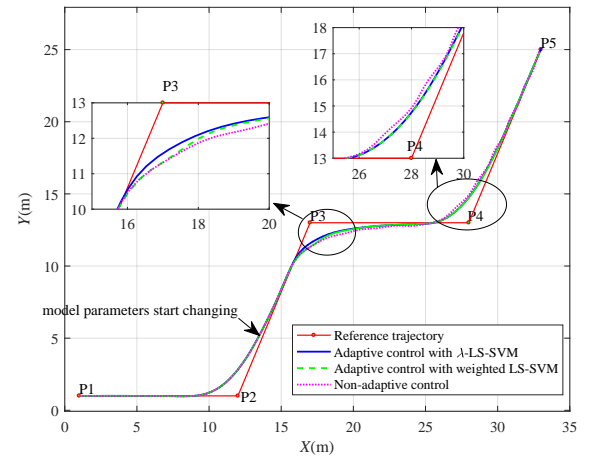 18
17
16
15
14
13
26
28
30
P4
P5
P3
13
12
11
10
16
18
20
P3
P4
model parameters start changing
P1
P2
Reference trajectory
Adaptive control with λ-LS-SVM
Adaptive control with weighted LS-SVM
Non-adaptive control
25
20
15
10
5
0
Y(m)
0
5
10
15
20
25
30
35
X(m)